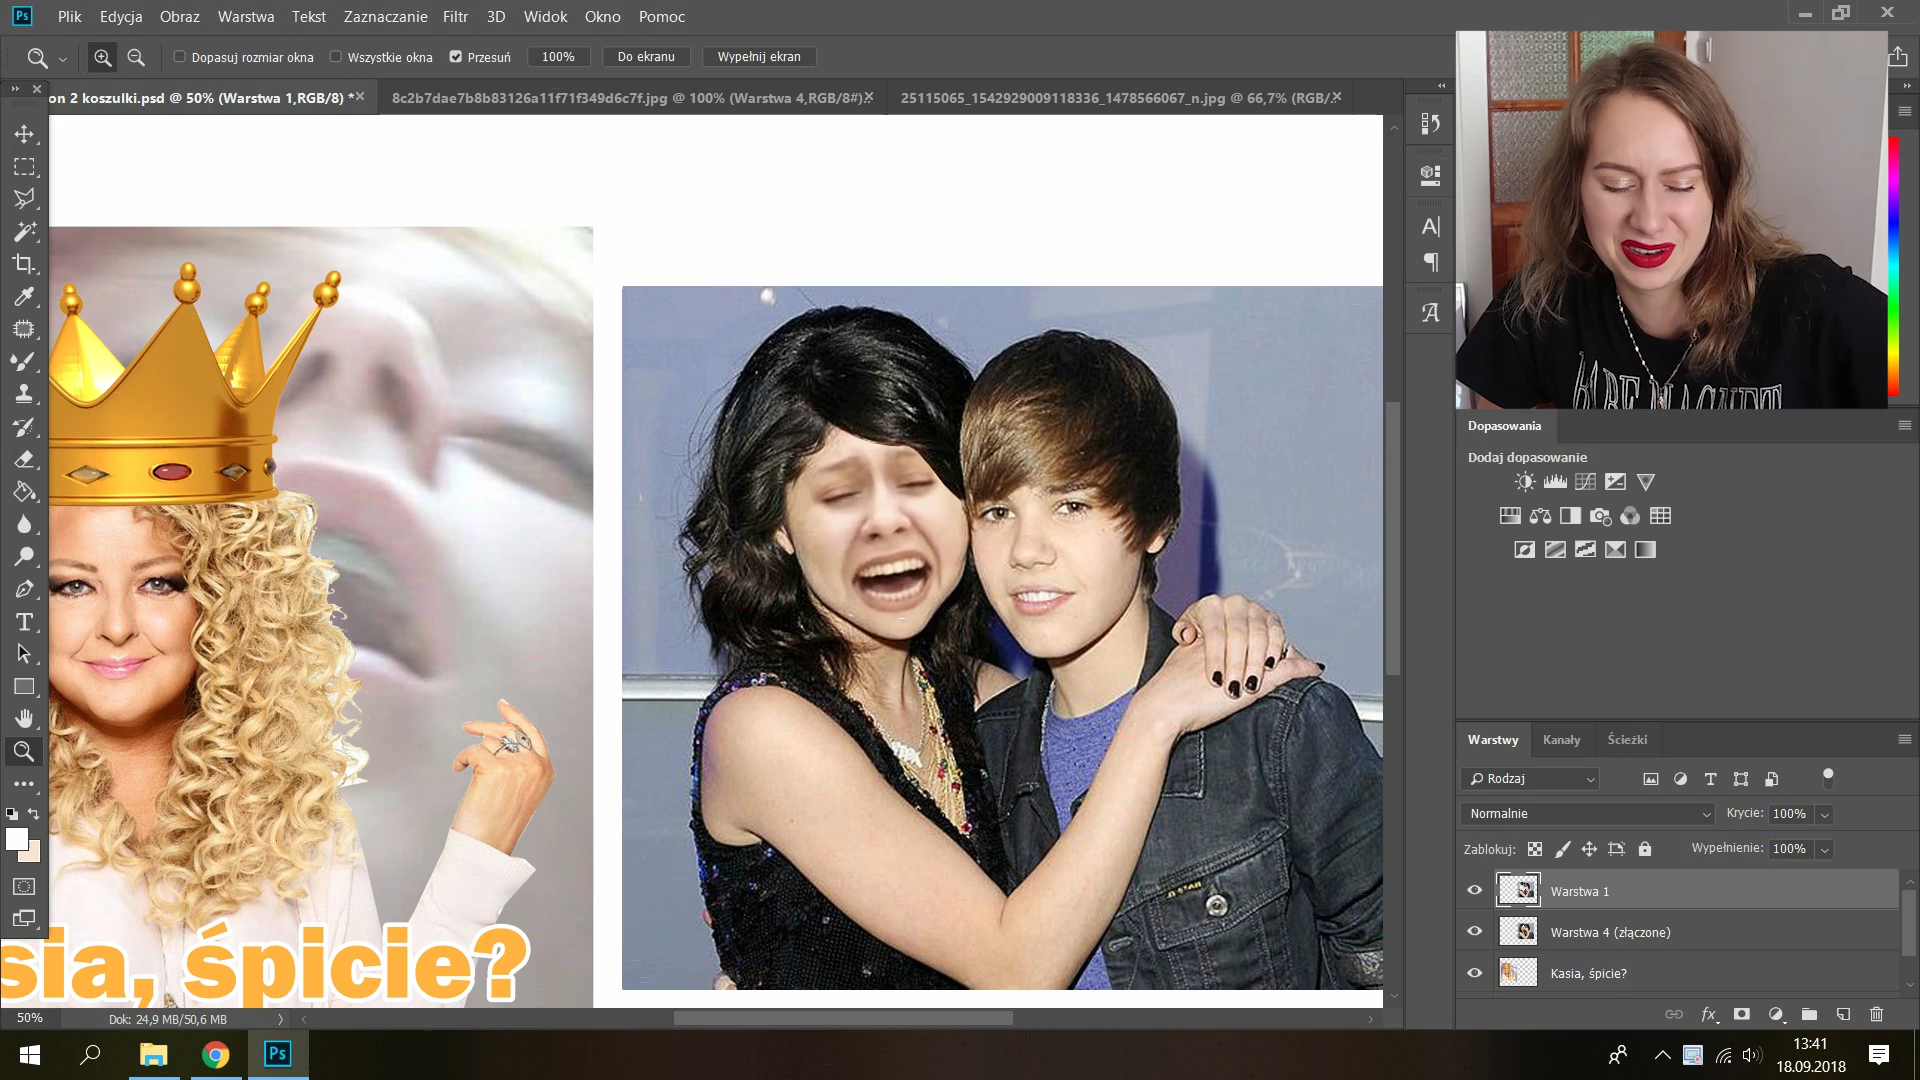 Ps Plik Edycja Obraz Warstwa Tekst Zaznaczanie Filtr 3D Widok Okno Pomoc
Dopasuj rozmiar okna Wszystkie okna Przesuń 100% Do ekranu Wypełnij ekran
on 2 koszulki.psd @ 50% (Warstwa 1,RGB/8) * 8c2b7dae7b8b83126a11f71f349d6c7f.jpg @ 100% (Warstwa 4,RGB/8#) 25115065_1542929009118336_1478566067_n.jpg @ 66,7% (RGB/
Dopasowania
Dodaj dopasowanie
Warstwy Kanały Ścieżki
Rodzaj
Normalnie Krycie: 100%
Zablokuj: Wypełnienie: 100%
Warstwa 1
Warstwa 4 (złączone)
Kasia, śpicie?
sia, śpicie?
50% Dok: 24,9 MB/50,6 MB
fx
Ps
13:41
18.09.2018